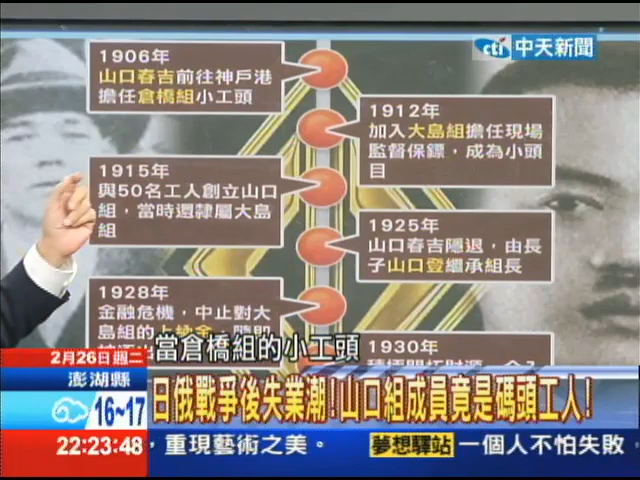 cti 中天新聞
1906年
山口春吉前往神戶港
擔任倉橋組小工頭
1912年
加入大島組擔任現場
監督保鏢，成為小頭
目
1915年
與50名工人創立山口
組，當時還隸屬大島
組
1925年
山口春吉隱退，由長
子山口登繼承組長
1928年
金融危機，中止對大
島組的上納金，隨即
1930年
當倉橋組的小工頭
2月26日週二
澎湖縣
16~17
22:23:48
日俄戰爭後失業潮!山口組成員竟是碼頭工人!
，重現藝術之美。 夢想驛站 一個人不怕失敗，